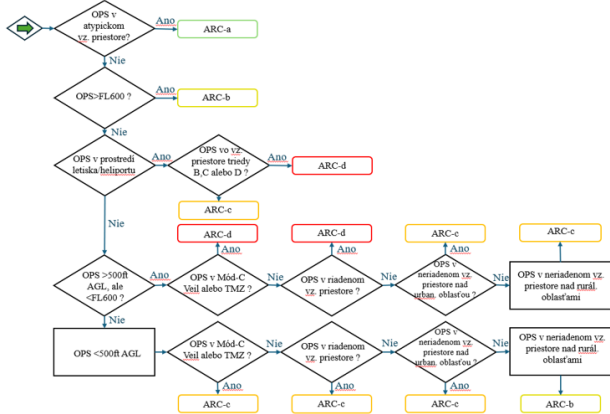 OPS v
atypickom
vz. priestore?
Ano
ARC-a
Nie
OPS>FL600 ?
Ano
ARC-b
Nie
OPS v prostredí
letiska/heliportu
Ano
OPS vo vz.
priestore triedy
B,C alebo D ?
Ano
ARC-d
ARC-c
Nie
ARC-d
ARC-d
ARC-c
ARC-c
Ano
Ano
Ano
OPS >500ft
AGL, ale
<FL600 ?
Ano
OPS v Mód-C
Veil alebo TMZ ?
Nie
OPS v riadenom
vz. priestore ?
Nie
OPS v
neriadenom vz.
priestore nad
urban. oblasťou ?
Nie
OPS v neriadenom vz.
priestore nad rurál.
oblasťami
Nie
OPS <500ft AGL
OPS v Mód-C
Veil alebo TMZ ?
Nie
OPS v riadenom
vz. priestore ?
Nie
OPS v
neriadenom vz.
priestore nad
urban. oblasťou ?
Nie
OPS v neriadenom vz.
priestore nad rurál.
oblasťami
Ano
Ano
Ano
ARC-c
ARC-c
ARC-c
ARC-b